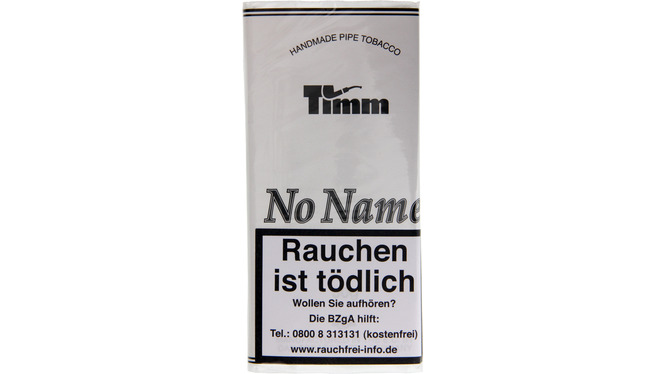 HANDMADE PIPE TOBACCO
Timm
No Name
Rauchen
ist tödlich
Wollen Sie aufhören?
Die BZgA hilft:
Tel.: 0800 8 313131 (kostenfrei)
www.rauchfrei-info.de